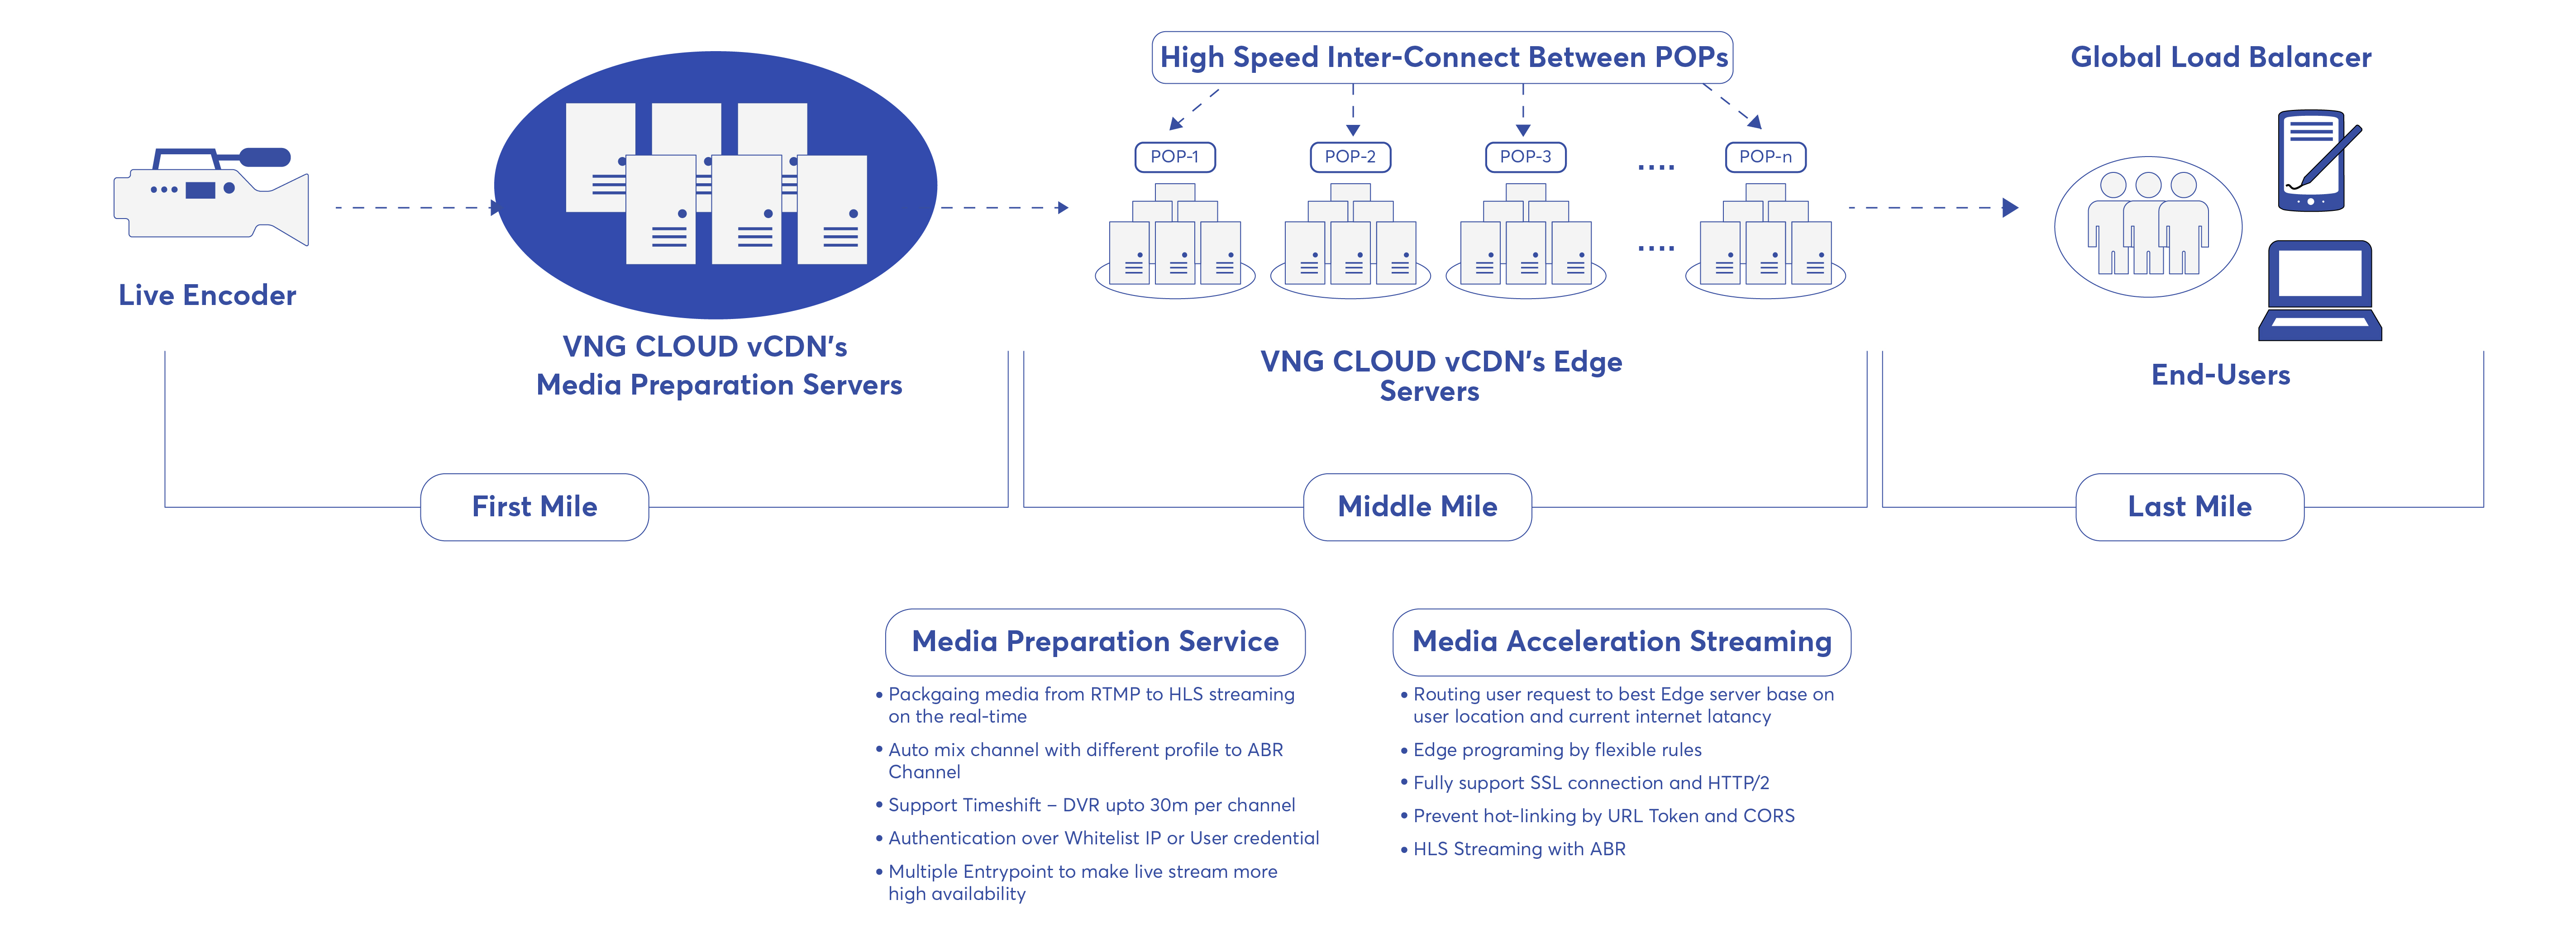 High Speed Inter-Connect Between POPs
Global Load Balancer
POP-1
POP-2
POP-3
....
POP-n
....
Live Encoder
VNG CLOUD vCDN's
Media Preparation Servers
VNG CLOUD vCDN's Edge
Servers
End-Users
First Mile
Middle Mile
Last Mile
Media Preparation Service
• Packgaing media from RTMP to HLS streaming
on the real-time
• Auto mix channel with different profile to ABR
Channel
• Support Timeshift – DVR upto 30m per channel
• Authentication over Whitelist IP or User credential
• Multiple Entrypoint to make live stream more
high availability
Media Acceleration Streaming
• Routing user request to best Edge server base on
user location and current internet latancy
• Edge programing by flexible rules
• Fully support SSL connection and HTTP/2
• Prevent hot-linking by URL Token and CORS
• HLS Streaming with ABR